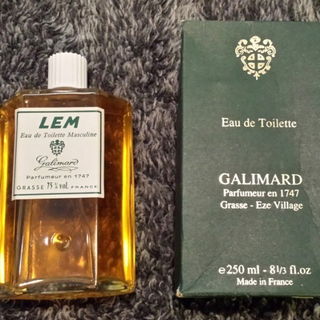 LEM
Eau de Toilette Masculine
Galimard
Parfumeur en 1747
GRASSE 75% vol. FRANCE
Eau de Toilette
GALIMARD
Parfumeur en 1747
Grasse - Eze Village
e 250 ml - 8 1/3 fl.oz
Made in France